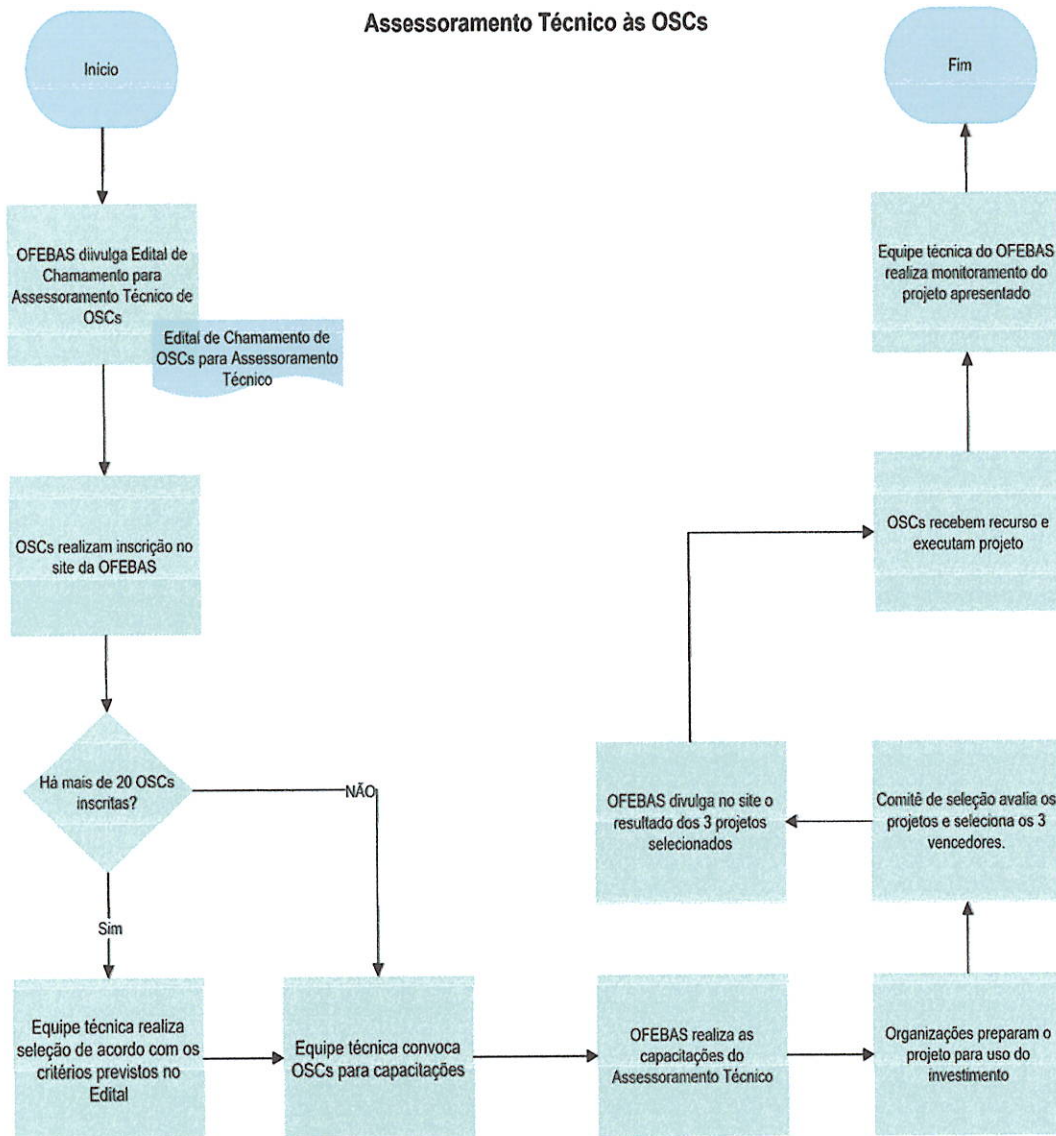 Assessoramento Técnico às OSCs
Início
OFEBAS diivulga Edital de
Chamamento para
Assessoramento Técnico de
OSCs
Edital de Chamamento de
OSCs para Assessoramento
Técnico
OSCs realizam inscrição no
site da OFEBAS
Há mais de 20 OSCs
inscritas?
NÃO
Sim
Equipe técnica realiza
seleção de acordo com os
critérios previstos no
Edital
Equipe técnica convoca
OSCs para capacitações
OFEBAS realiza as
capacitações do
Assessoramento Técnico
Organizações preparam o
projeto para uso do
investimento
Comitê de seleção avalia os
projetos e seleciona os 3
vencedores.
OFEBAS divulga no site o
resultado dos 3 projetos
selecionados
OSCs recebem recurso e
executam projeto
Equipe técnica do OFEBAS
realiza monitoramento do
projeto apresentado
Fim